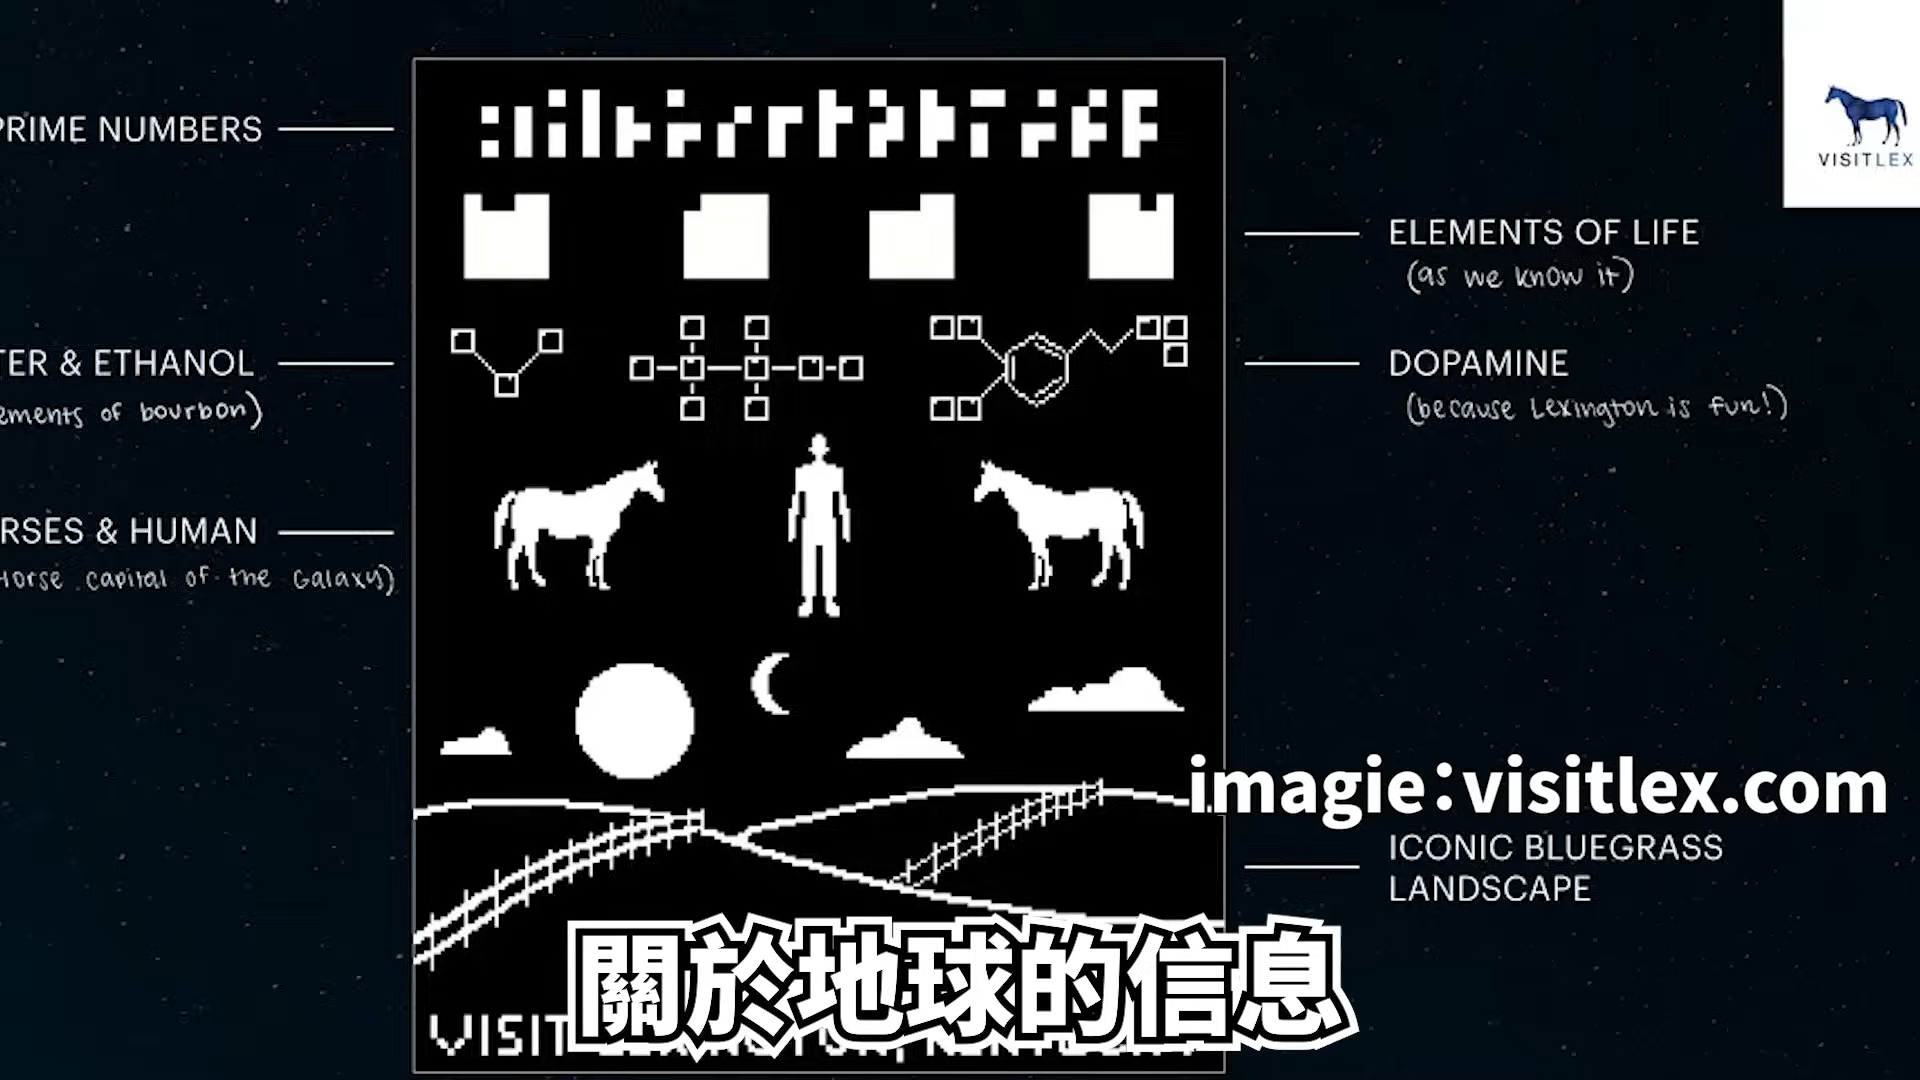 PRIME NUMBERS
VISITLEX
ELEMENTS OF LIFE
(as we know it)
TER & ETHANOL
ements of bourbon)
DOPAMINE
(because Lexington is fun!)
RSES & HUMAN
Horse capital of the Galaxy)
imagie:visitlex.com
ICONIC BLUEGRASS
LANDSCAPE
關於地球的信息
VISIT